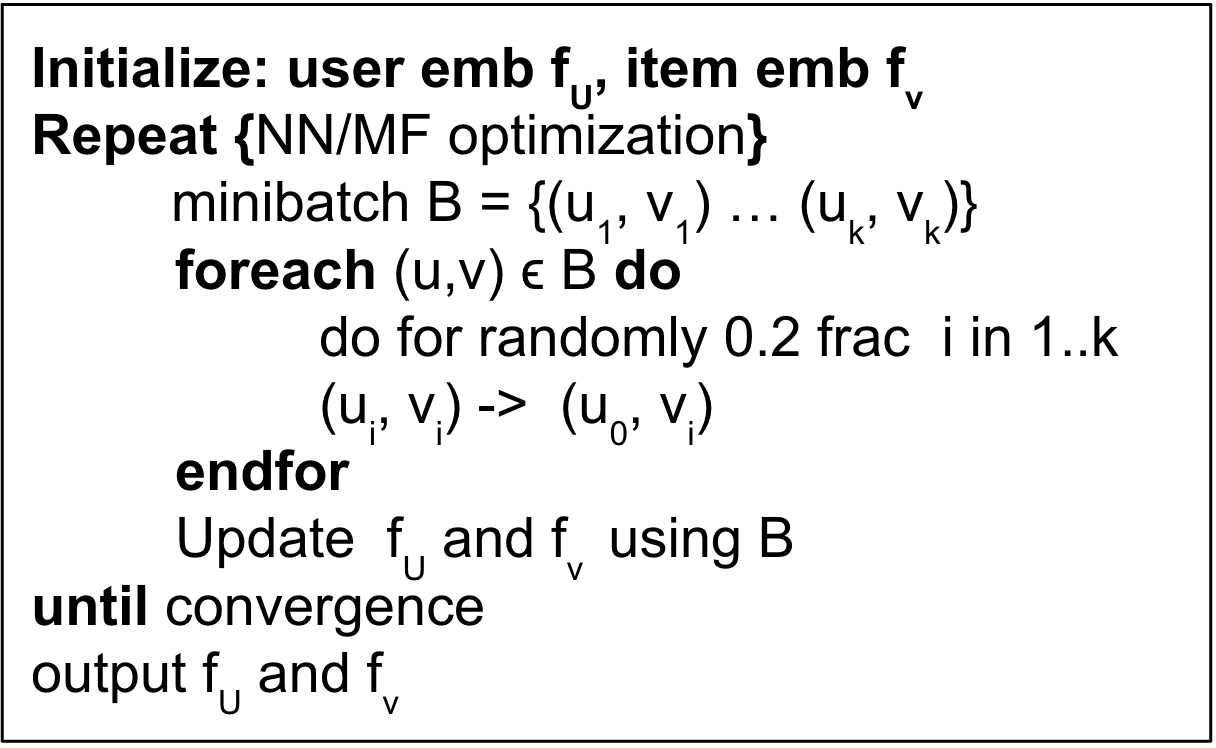 Initialize: user emb f_U, item emb f_v
Repeat {NN/MF optimization}
minibatch B = {(u_1, v_1) … (u_k, v_k)}
foreach (u,v) ϵ B do
do for randomly 0.2 frac i in 1..k
(u_i, v_i) -> (u_0, v_i)
endfor
Update f_U and f_v using B
until convergence
output f_U and f_v